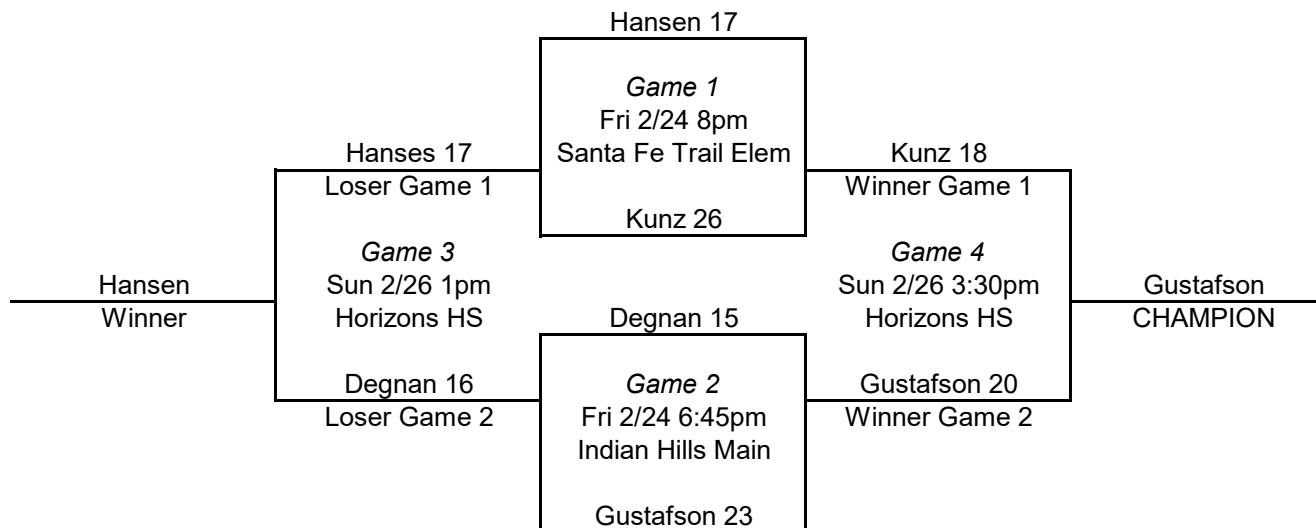 Hansen 17
Game 1
Fri 2/24 8pm
Hanses 17
Santa Fe Trail Elem
Kunz 18
Loser Game 1
Winner Game 1
Kunz 26
Game 3
Game 4
Hansen
Sun 2/26 1pm
Sun 2/26 3:30pm
Gustafson
Winner
Horizons HS
Degnan 15
Horizons HS
CHAMPION
Degnan 16
Game 2
Gustafson 20
Loser Game 2
Fri 2/24 6:45pm
Winner Game 2
Indian Hills Main
Gustafson 23